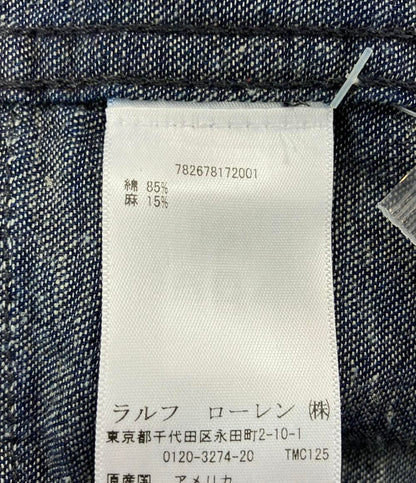 782678172001
綿 85%
麻 15%
ラルフ ローレン ㈱
東京都千代田区永田町2-10-1
0120-3274-20 TMC125
原産国 アメリカ